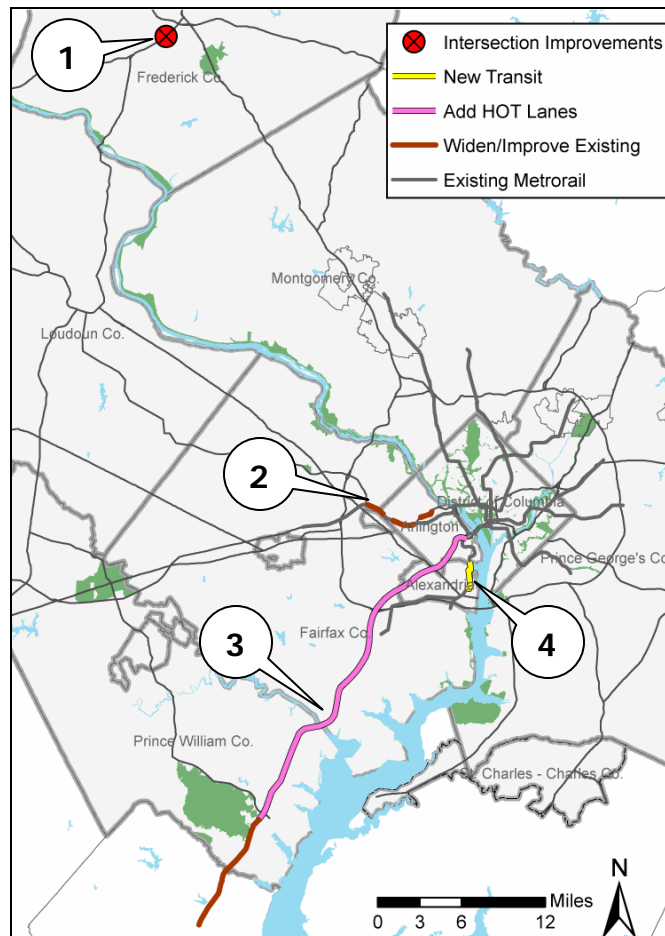 1
Intersection Improvements
New Transit
Add HOT Lanes
Widen/Improve Existing
Existing Metrorail
Frederick Co.
Montgomery Co.
Loudoun Co.
2
District of Columbia
Arlington
Prince George's Co
Alexandria
3
Fairfax Co.
4
Prince William Co.
Charles - Charles Co.
N
Miles
0 3 6 12